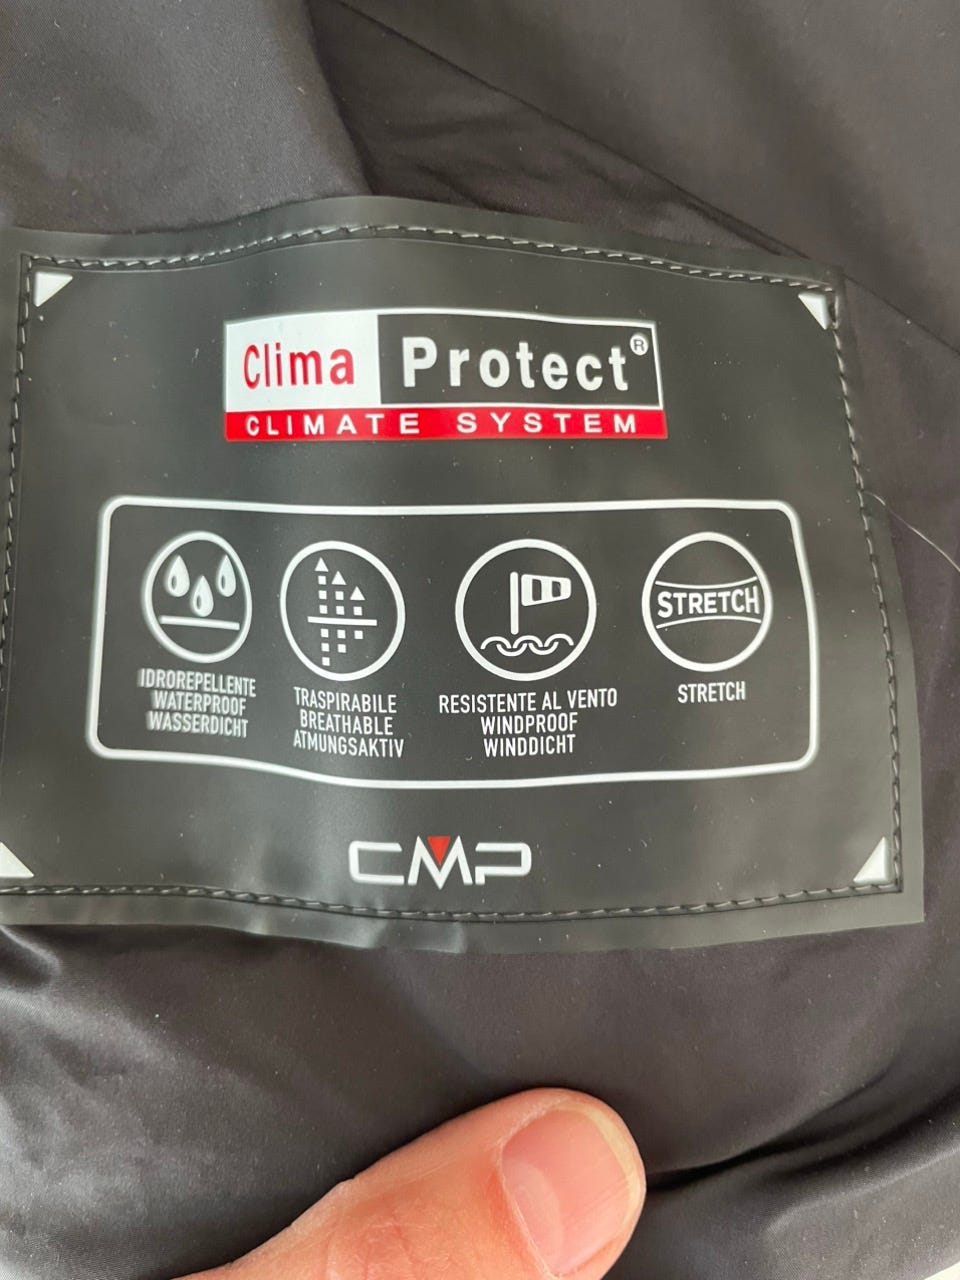 Clima Protect®
CLIMATE SYSTEM
STRETCH
IDROREPELLENTE
WATERPROOF
WASSERDICHT
TRASPIRABILE
BREATHABLE
ATMUNGSAKTIV
RESISTENTE AL VENTO
WINDPROOF
WINDDICHT
STRETCH
CMP